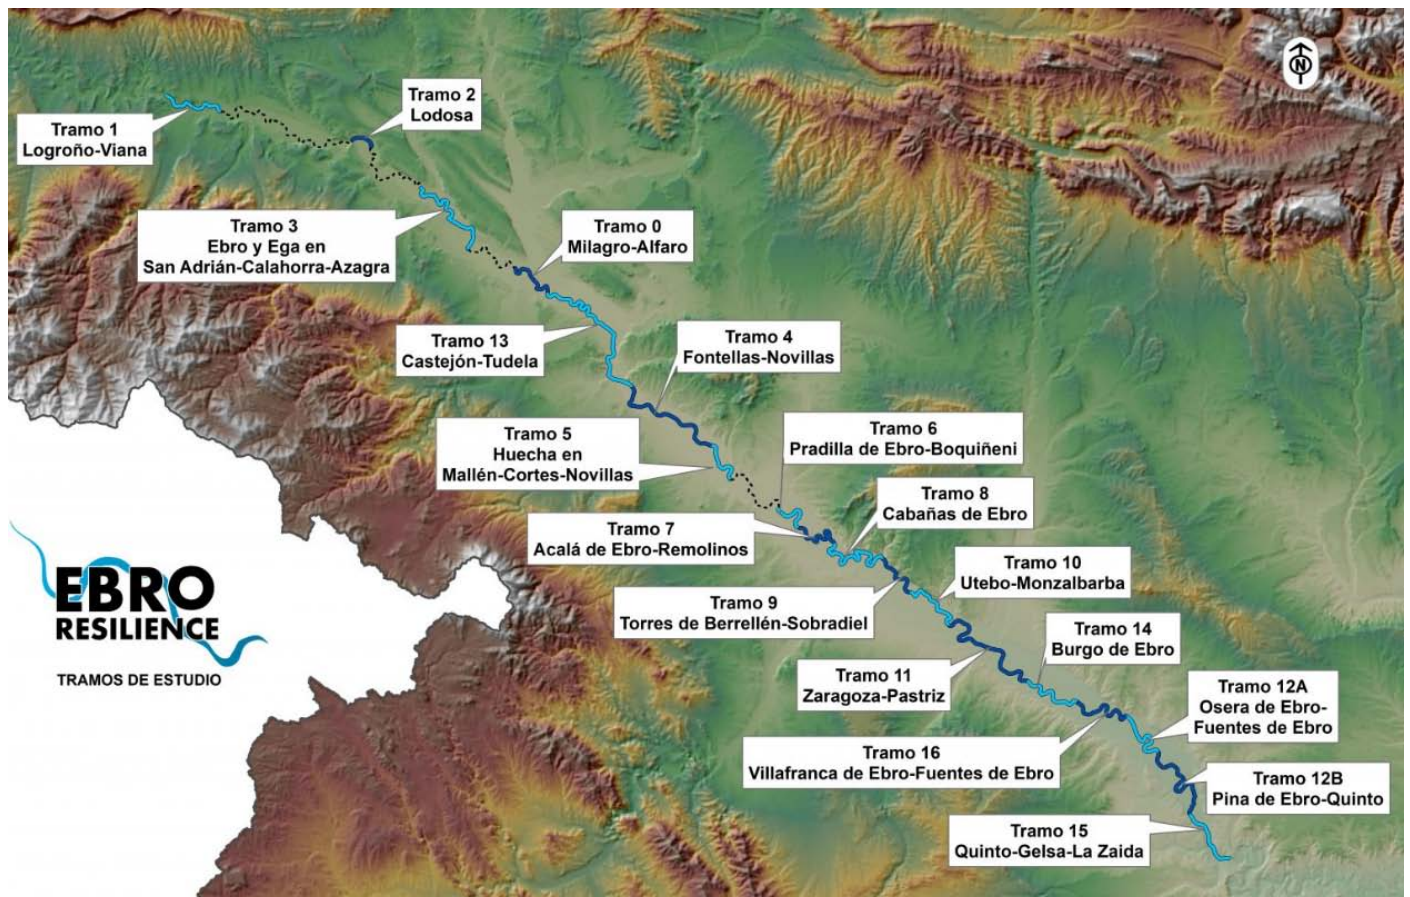 N
Tramo 1
Logroño-Viana
Tramo 2
Lodosa
Tramo 3
Ebro y Ega en
San Adrián-Calahorra-Azagra
Tramo 0
Milagro-Alfaro
Tramo 13
Castejón-Tudela
Tramo 4
Fontellas-Novillas
Tramo 5
Huecha en
Mallén-Cortes-Novillas
Tramo 6
Pradilla de Ebro-Boquiñeni
Tramo 7
Acalá de Ebro-Remolinos
Tramo 8
Cabañas de Ebro
Tramo 9
Torres de Berrellén-Sobradiel
Tramo 10
Utebo-Monzalbarba
Tramo 11
Zaragoza-Pastriz
Tramo 14
Burgo de Ebro
Tramo 16
Villafranca de Ebro-Fuentes de Ebro
Tramo 12A
Osera de Ebro-
Fuentes de Ebro
Tramo 12B
Pina de Ebro-Quinto
Tramo 15
Quinto-Gelsa-La Zaida
EBRO
RESILIENCE
TRAMOS DE ESTUDIO